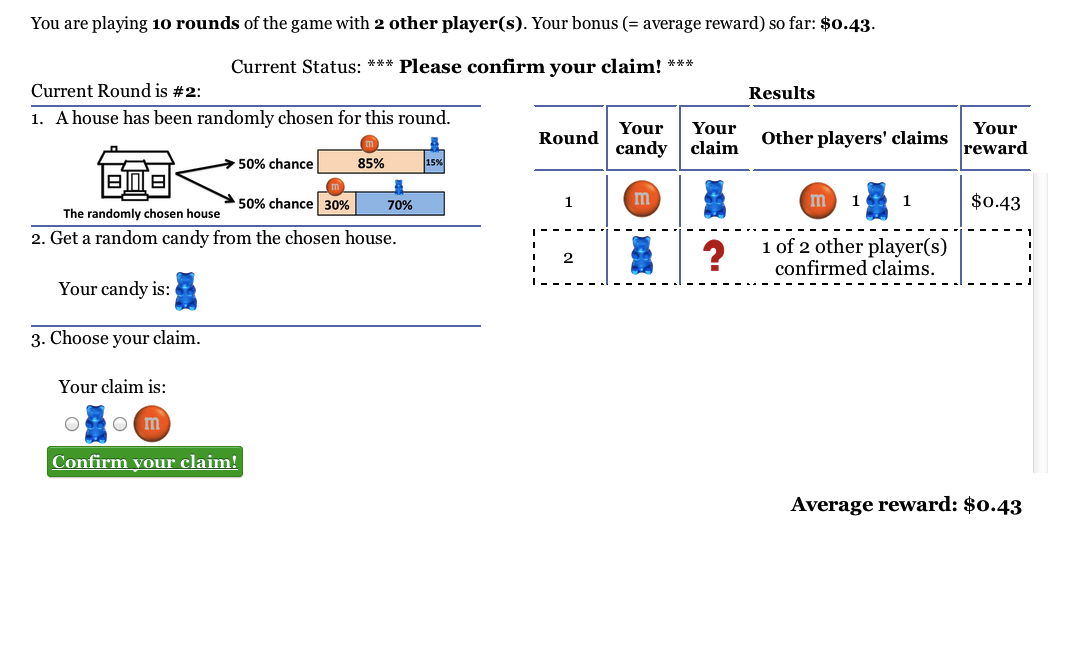 You are playing 10 rounds of the game with 2 other player(s). Your bonus (= average reward) so far: $0.43.
Current Status: *** Please confirm your claim! ***
Current Round is #2:
1. A house has been randomly chosen for this round.
m
50% chance
85%
15%
m
50% chance
30%
70%
The randomly chosen house
2. Get a random candy from the chosen house.
Your candy is:
3. Choose your claim.
Your claim is:
m
Confirm your claim!
Results
Round
Your candy
Your claim
Other players' claims
Your reward
1
m
m
1
1
$0.43
2
?
1 of 2 other player(s)
confirmed claims.
Average reward: $0.43